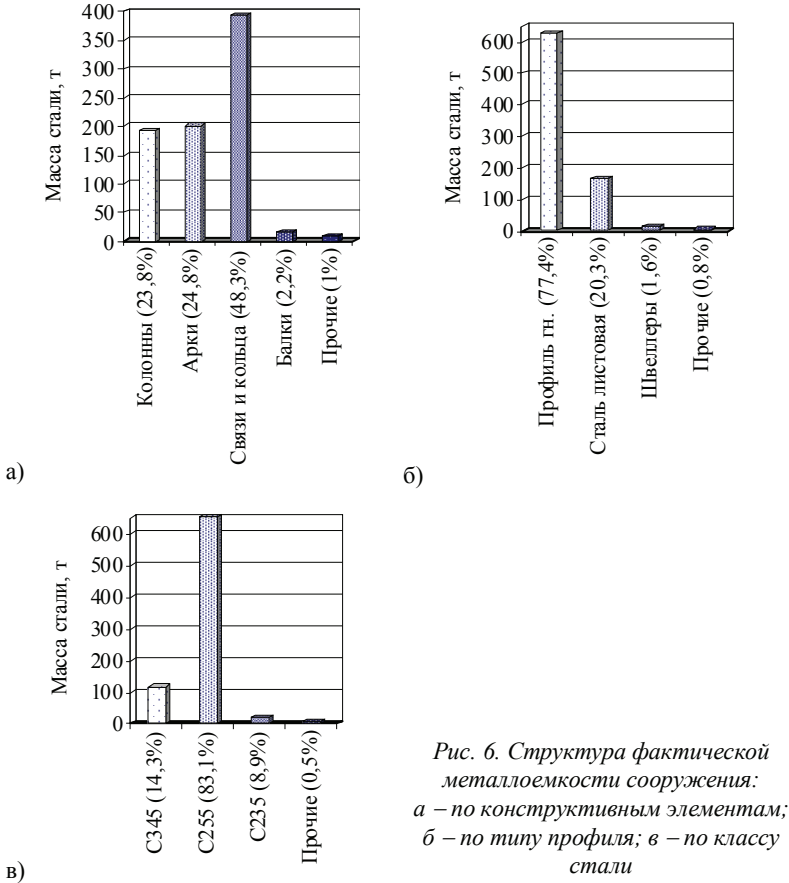 Масса стали, т
400
350
300
250
200
150
100
50
0
Колонны (23,8%)
Арки (24,8%)
Связи и кольца (48,3%)
Балки (2,2%)
Прочие (1%)
а)
Масса стали, т
600
500
400
300
200
100
0
Профиль гн. (77,4%)
Сталь листовая (20,3%)
Швеллеры (1,6%)
Прочие (0,8%)
б)
Масса стали, т
600
500
400
300
200
100
0
С345 (14,3%)
С255 (83,1%)
С235 (8,9%)
Прочие (0,5%)
в)
Рис. 6. Структура фактической
металлоемкости сооружения:
а – по конструктивным элементам;
б – по типу профиля; в – по классу
стали